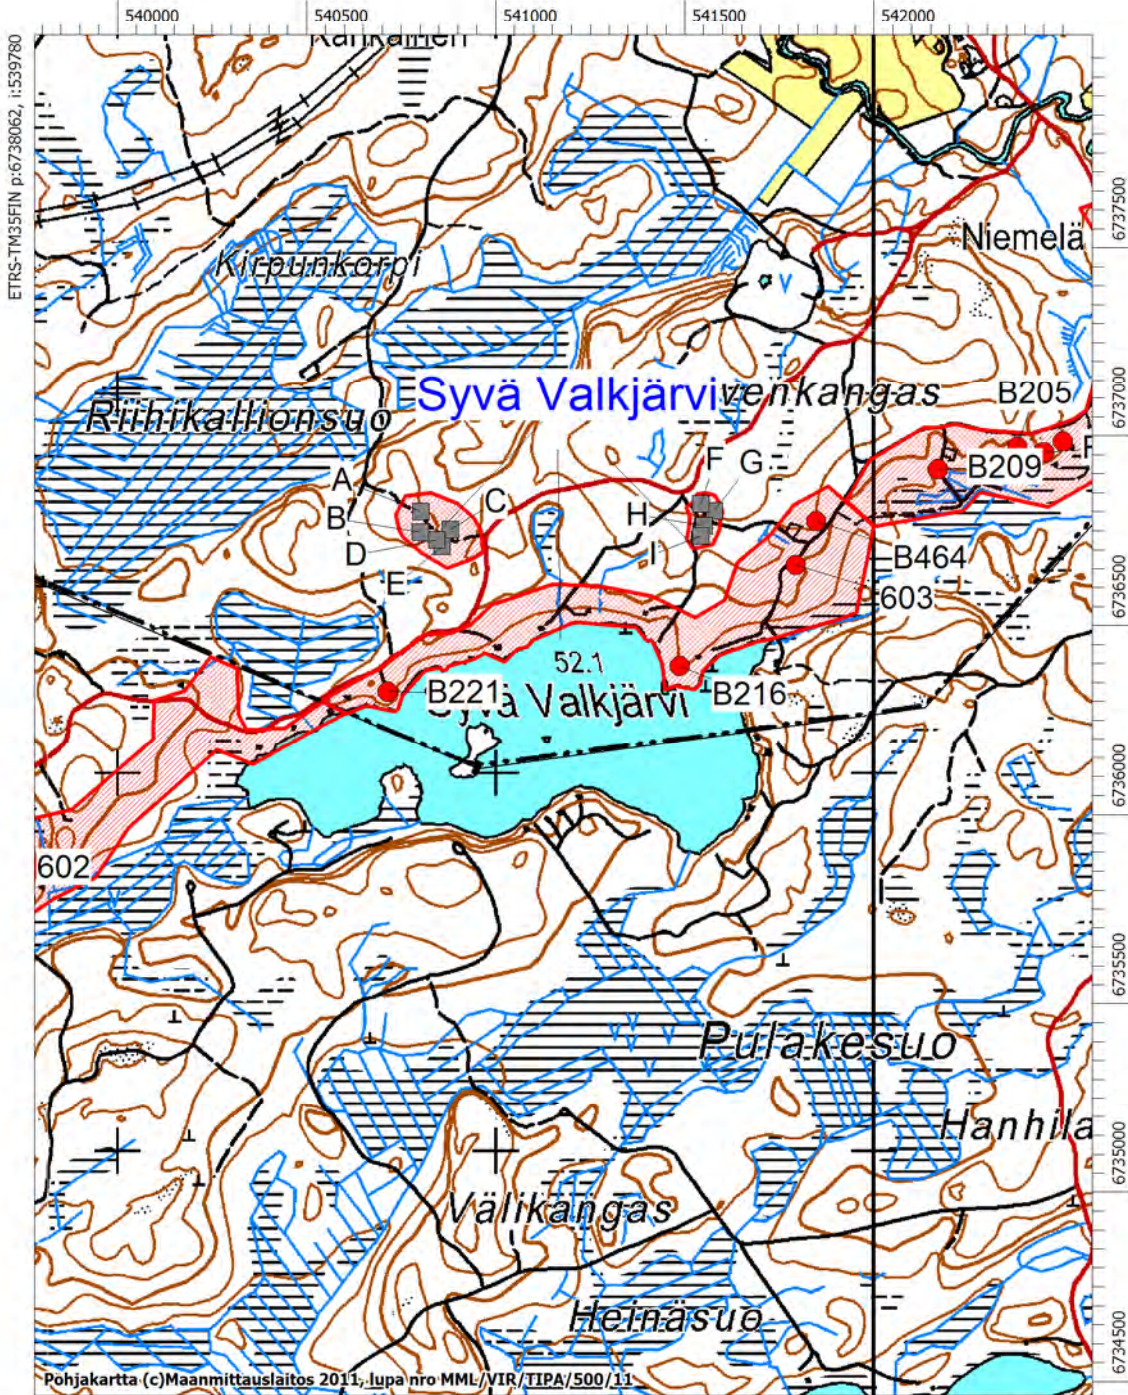 540000
540500
541000
541500
542000
ETRS-TM35FIN p:6738062, i:539780
Kankainen
6737500
Niemelä
Kirpunkorpi
6737000
Syvä Valkjärvi
venkangas
B205
Riihikallionsuo
F
G
B209
A
C
B
H
D
I
B464
E
603
6736500
52.1
B221
Syvä Valkjärvi
B216
6736000
602
6735500
Pulakesuo
Hanhila
6735000
Välikangas
Heinäsuo
6734500
Pohjakartta (c)Maanmittauslaitos 2011, lupa nro MML/VIR/TIPA/500/11